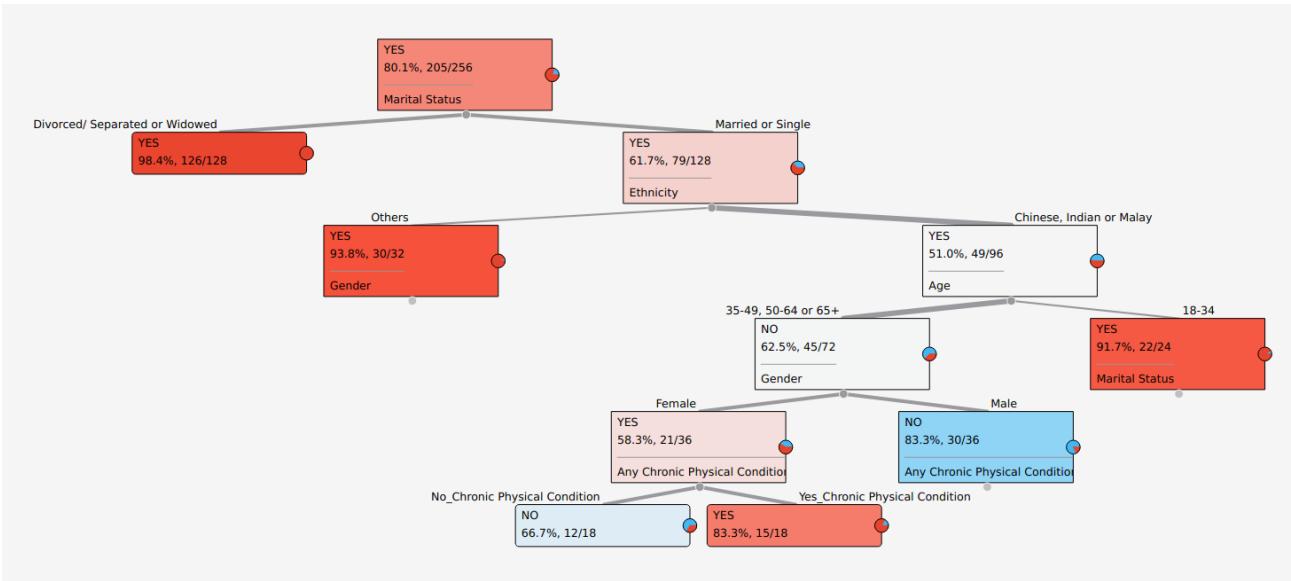 YES
80.1%, 205/256
Marital Status
Divorced/ Separated or Widowed
YES
98.4%, 126/128
Married or Single
YES
61.7%, 79/128
Ethnicity
Others
YES
93.8%, 30/32
Gender
Chinese, Indian or Malay
YES
51.0%, 49/96
Age
35-49, 50-64 or 65+
NO
62.5%, 45/72
Gender
18-34
YES
91.7%, 22/24
Marital Status
Female
YES
58.3%, 21/36
Any Chronic Physical Condition
Male
NO
83.3%, 30/36
Any Chronic Physical Condition
No_Chronic Physical Condition
NO
66.7%, 12/18
Yes_Chronic Physical Condition
YES
83.3%, 15/18